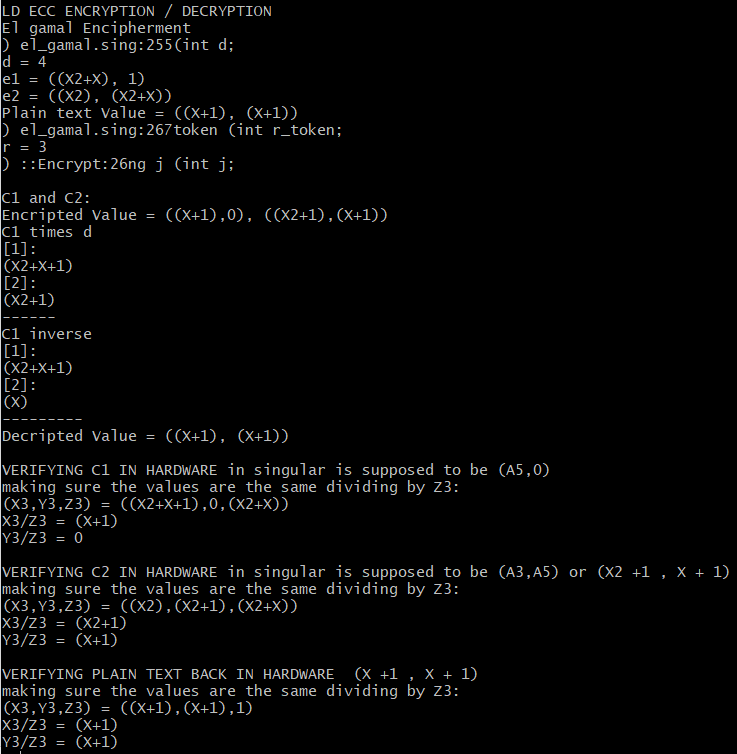 LD ECC ENCRYPTION / DECRYPTION
El gamal Encipherment
) el_gamal.sing:255(int d;
d = 4
e1 = ((X2+X), 1)
e2 = ((X2), (X2+X))
Plain text Value = ((X+1), (X+1))
) el_gamal.sing:267token (int r_token;
r = 3
) ::Encrypt:26ng j (int j;
C1 and C2:
Encripted Value = ((X+1),0), ((X2+1),(X+1))
C1 times d
[1]:
(X2+X+1)
[2]:
(X2+1)
------
C1 inverse
[1]:
(X2+X+1)
[2]:
(X)
---------
Decripted Value = ((X+1), (X+1))
VERIFYING C1 IN HARDWARE in singular is supposed to be (A5,0)
making sure the values are the same dividing by Z3:
(X3,Y3,Z3) = ((X2+X+1),0,(X2+X))
X3/Z3 = (X+1)
Y3/Z3 = 0
VERIFYING C2 IN HARDWARE in singular is supposed to be (A3,A5) or (X2 +1 , X + 1)
making sure the values are the same dividing by Z3:
(X3,Y3,Z3) = ((X2),(X2+1),(X2+X))
X3/Z3 = (X2+1)
Y3/Z3 = (X+1)
VERIFYING PLAIN TEXT BACK IN HARDWARE  (X +1 , X + 1)
making sure the values are the same dividing by Z3:
(X3,Y3,Z3) = ((X+1),(X+1),1)
X3/Z3 = (X+1)
Y3/Z3 = (X+1)